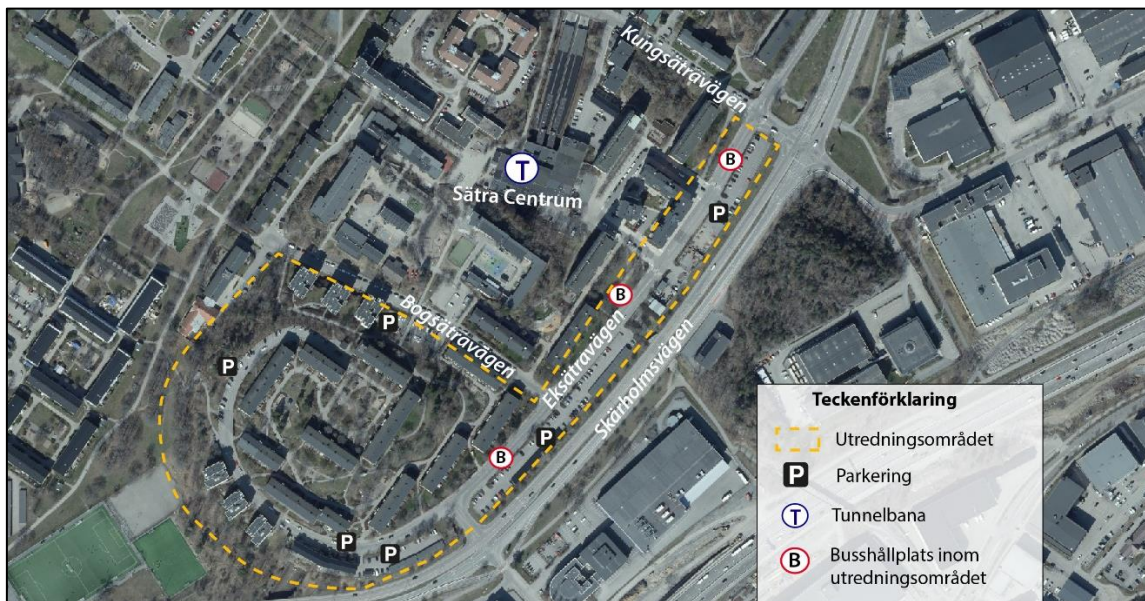 Kungsätravägen
B
T
Sätra Centrum
P
B
Bogsätravägen
P
Eksätravägen
Skärholmsvägen
P
P
B
P
P
Teckenförklaring
Utredningsområdet
P Parkering
T Tunnelbana
B Busshållplats inom
utredningsområdet